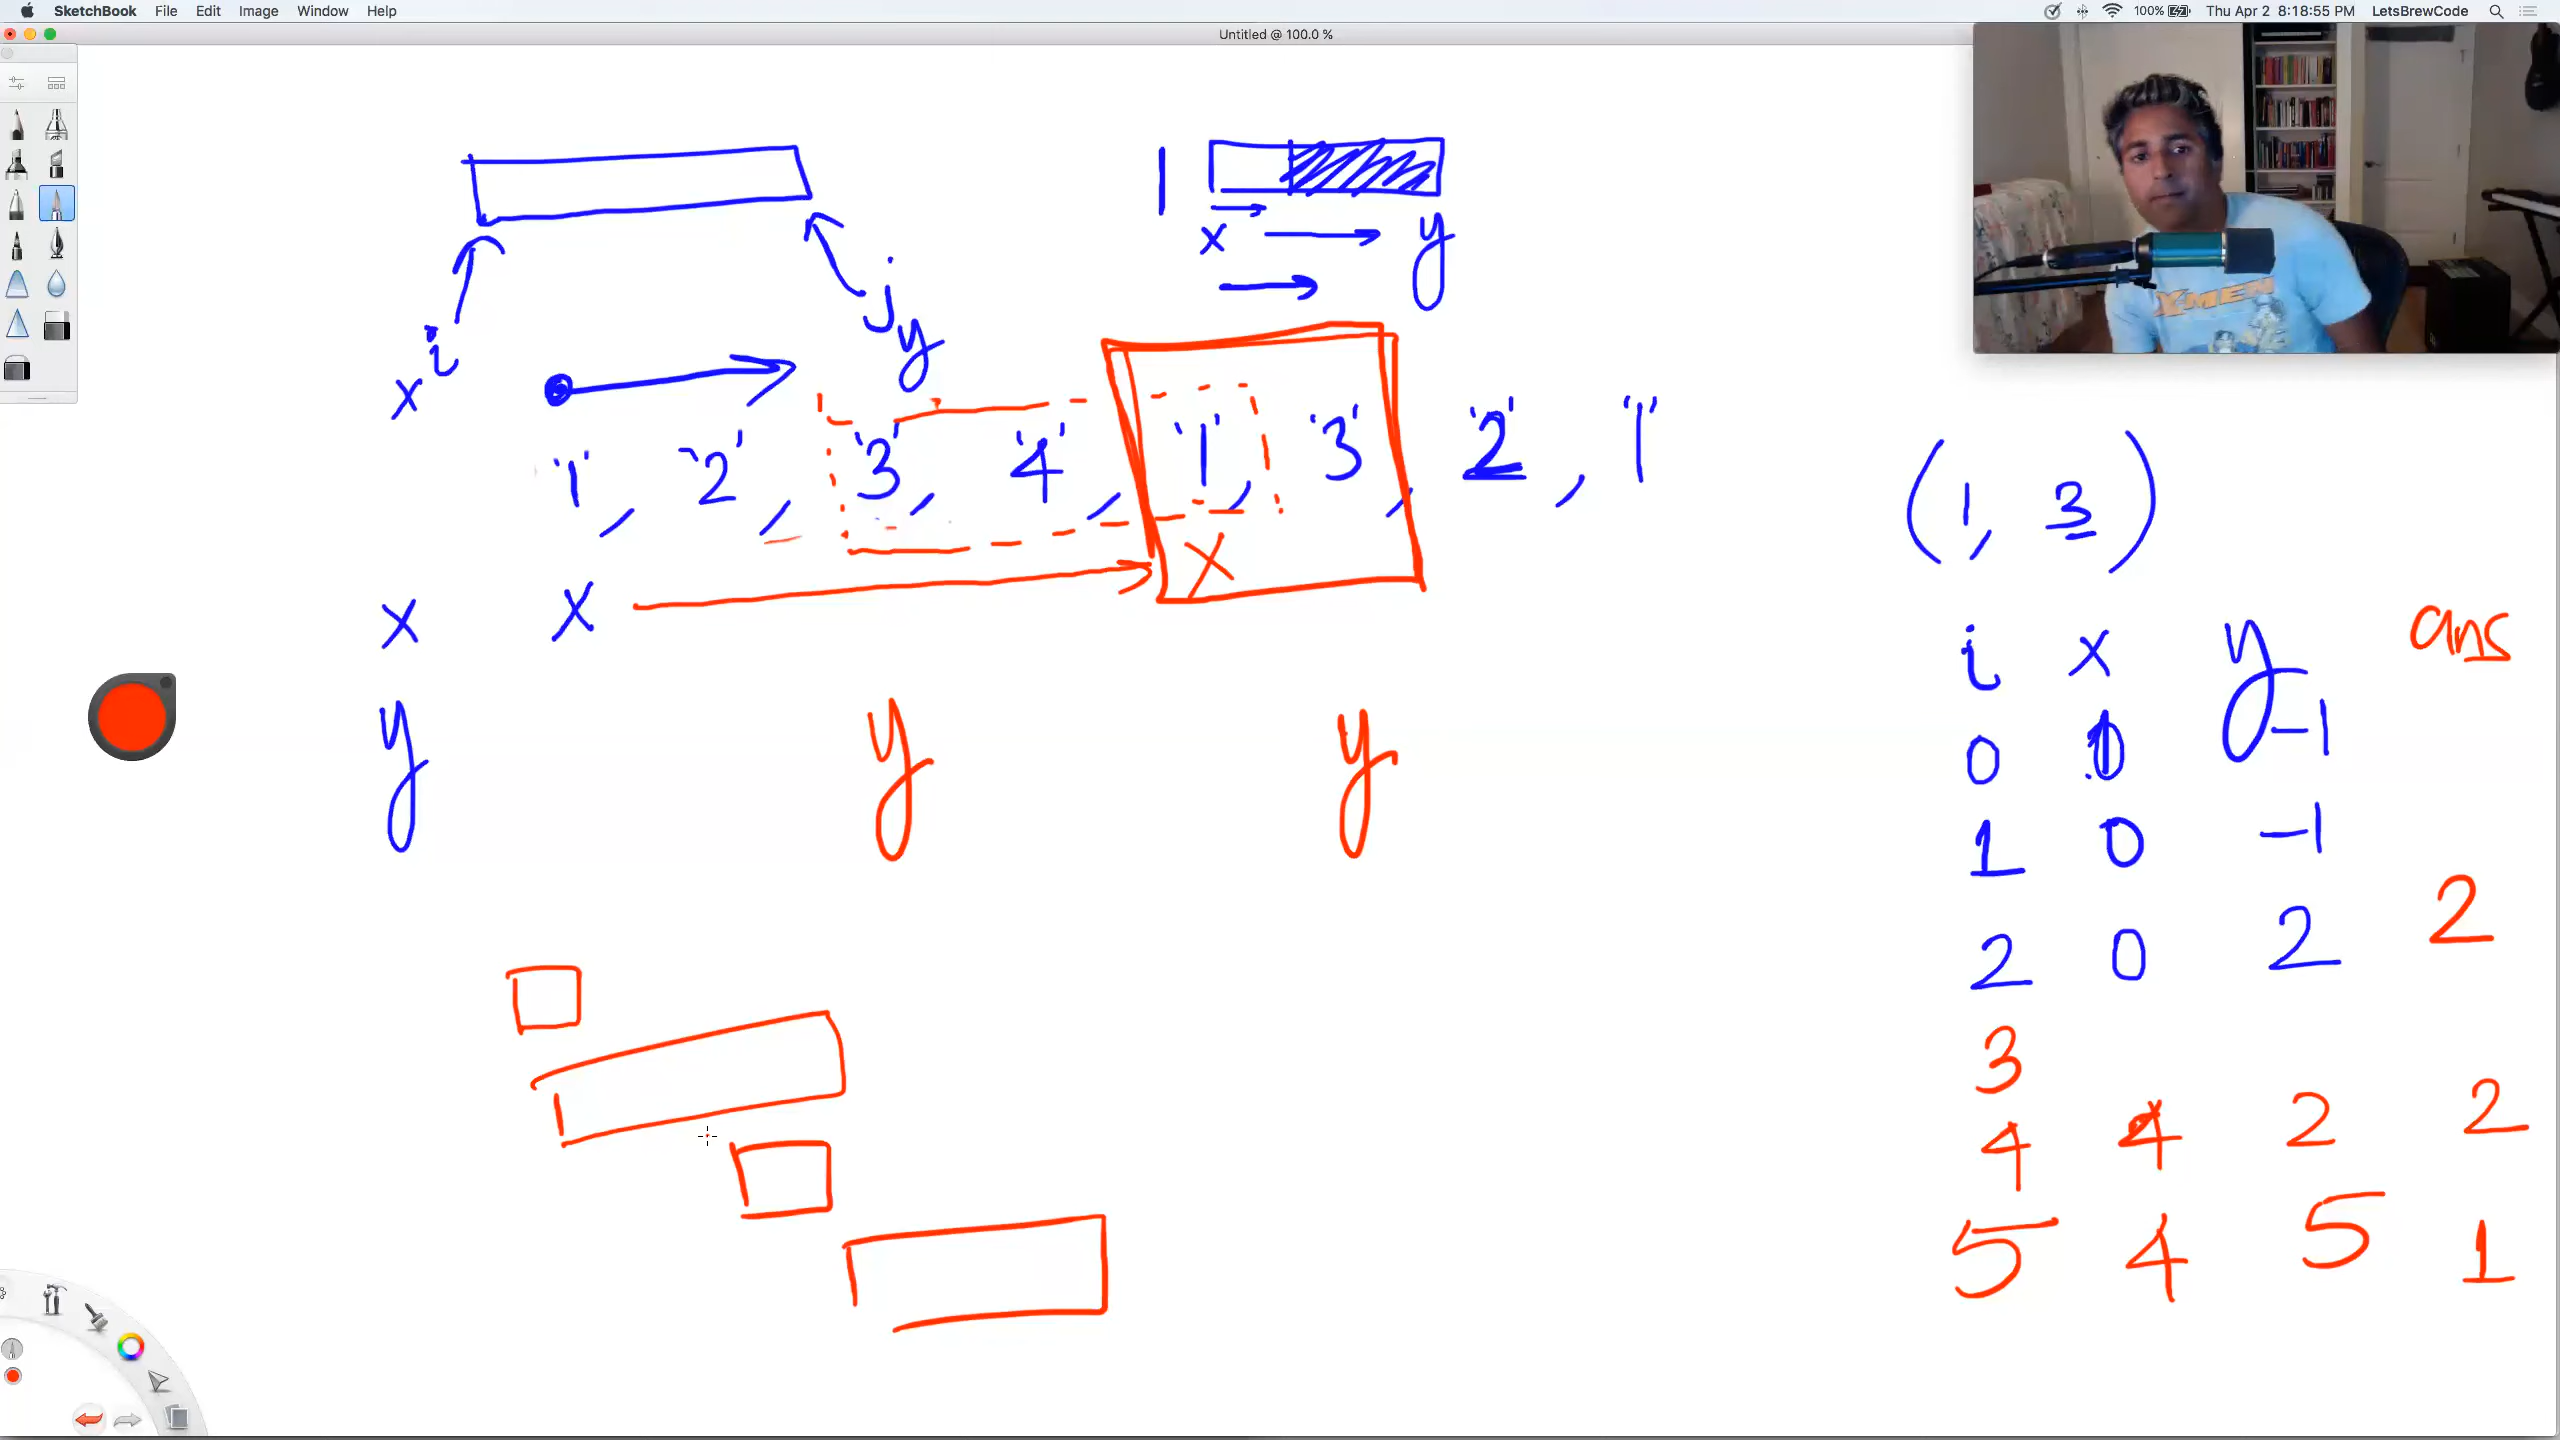 SketchBook File Edit Image Window Help 100% Thu Apr 2 8:18:55 PM LetsBrewCode
Untitled @ 100.0 %
X-MEN
i j
x y
x y
'1', '2', '3', '4', '1', '3', '2', '1'
x x x
y y y
(1, 3)
i x y ans
0 0 -1
1 0 -1
2 0 2 2
3
4 4 2 2
5 4 5 1